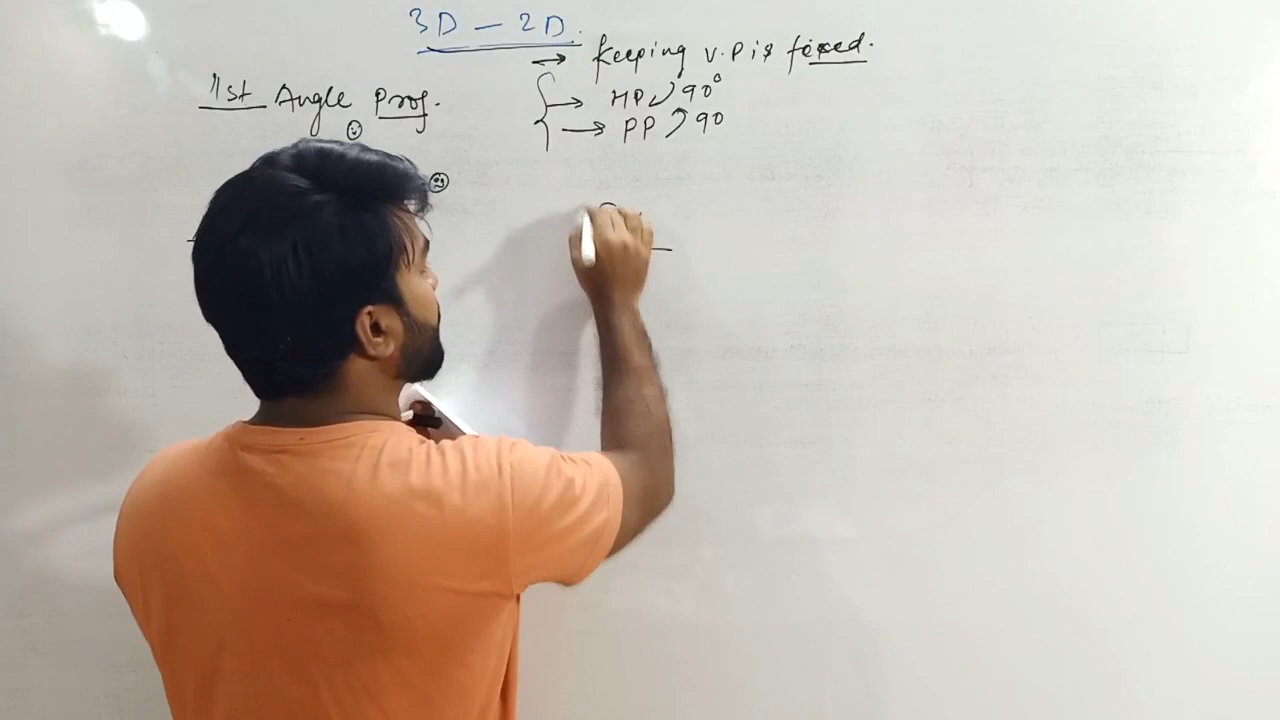 3D - 2D.
→ Keeping V.P is fixed.
1st Angle Proj.
→ HP 90°
→ PP 90